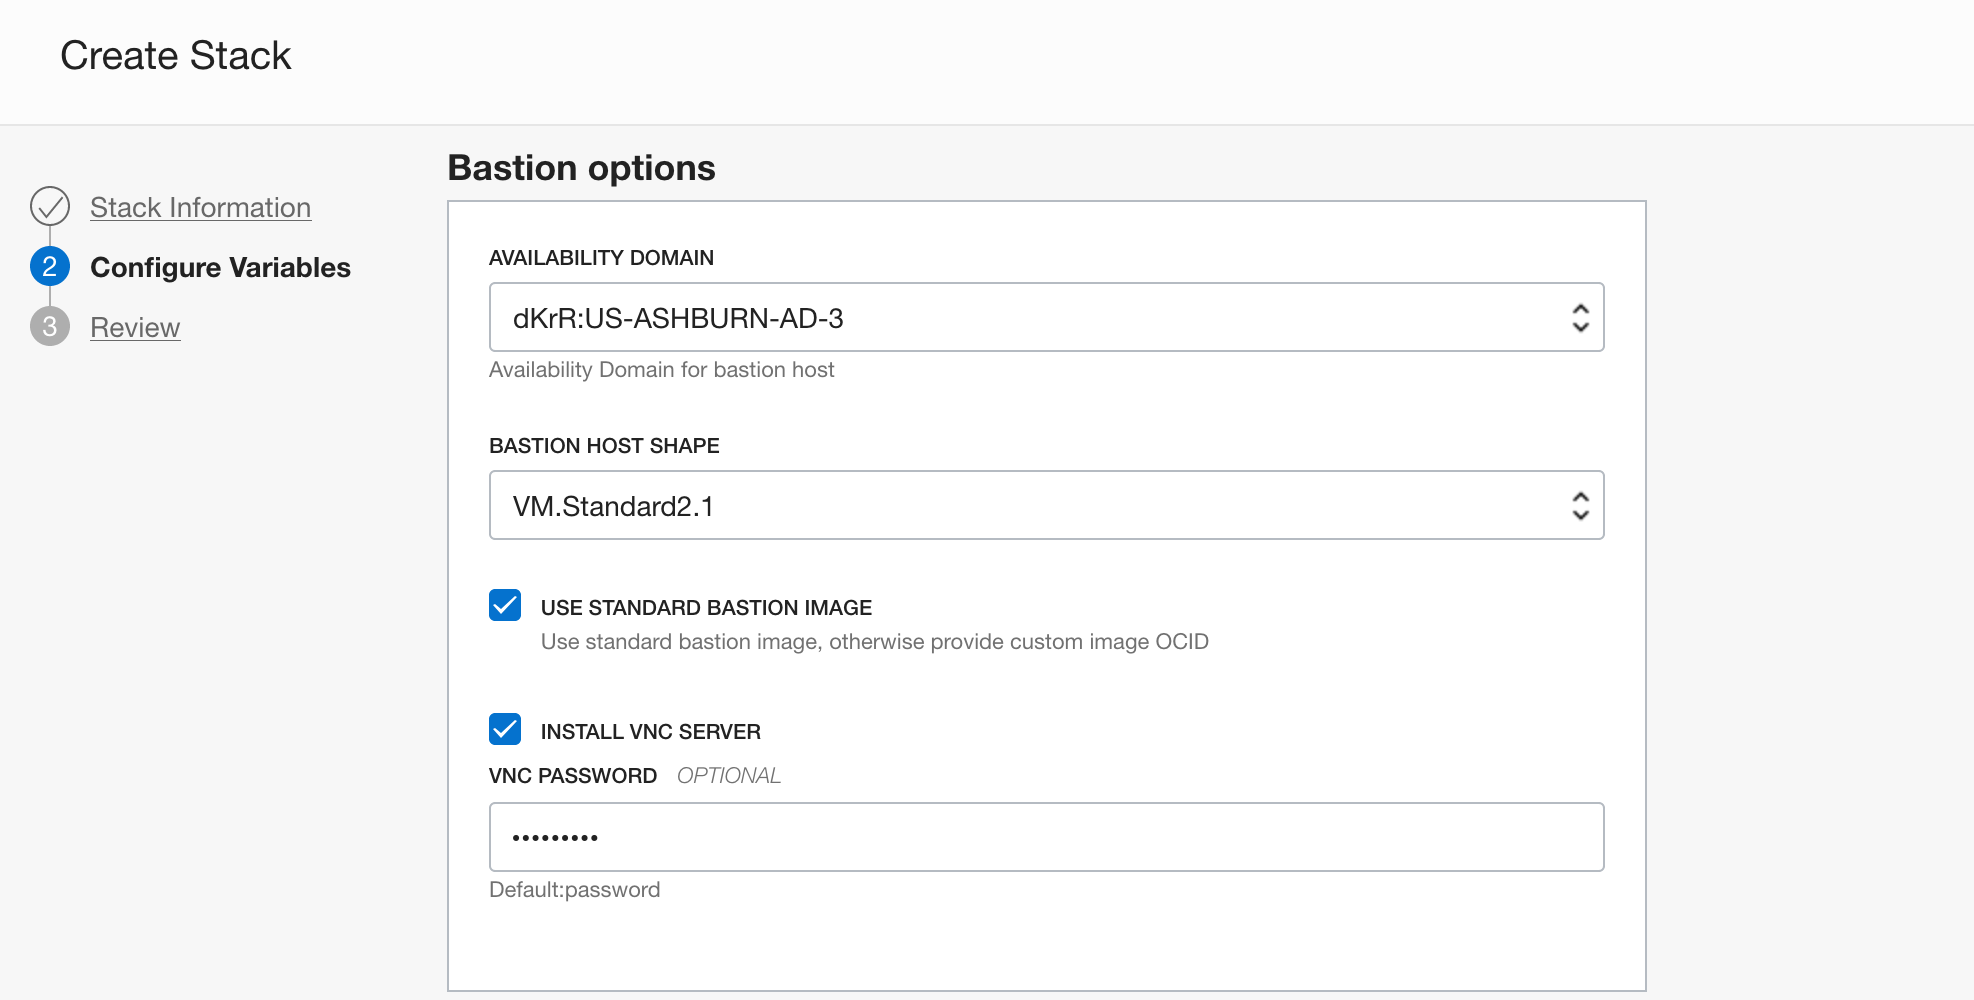 Create Stack
Stack Information
2 Configure Variables
3 Review
Bastion options
AVAILABILITY DOMAIN
dKrR:US-ASHBURN-AD-3
Availability Domain for bastion host
BASTION HOST SHAPE
VM.Standard2.1
USE STANDARD BASTION IMAGE
Use standard bastion image, otherwise provide custom image OCID
INSTALL VNC SERVER
VNC PASSWORD OPTIONAL
•••••••••
Default:password